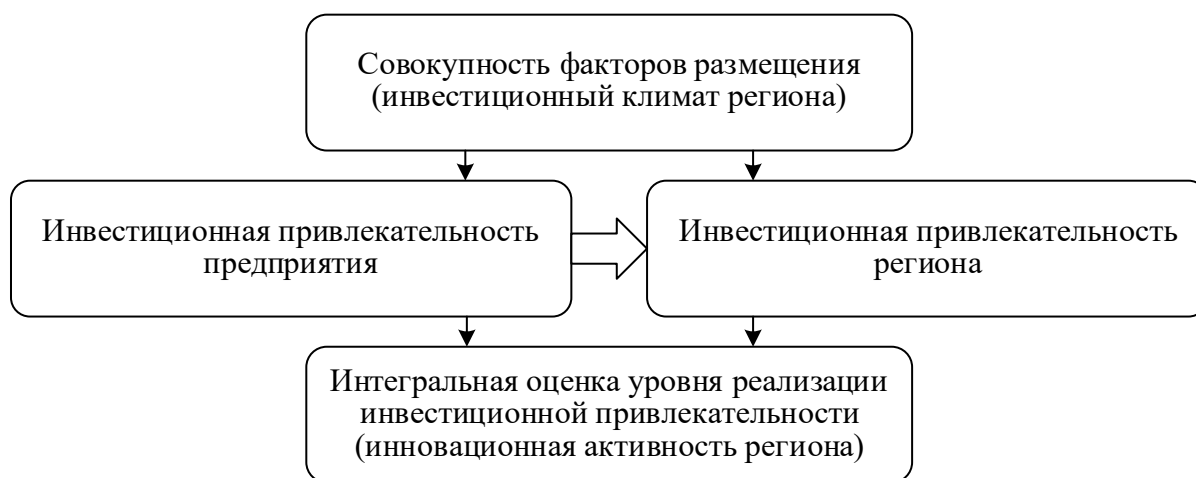 Совокупность факторов размещения
(инвестиционный климат региона)
Инвестиционная привлекательность
предприятия
Инвестиционная привлекательность
региона
Интегральная оценка уровня реализации
инвестиционной привлекательности
(инновационная активность региона)